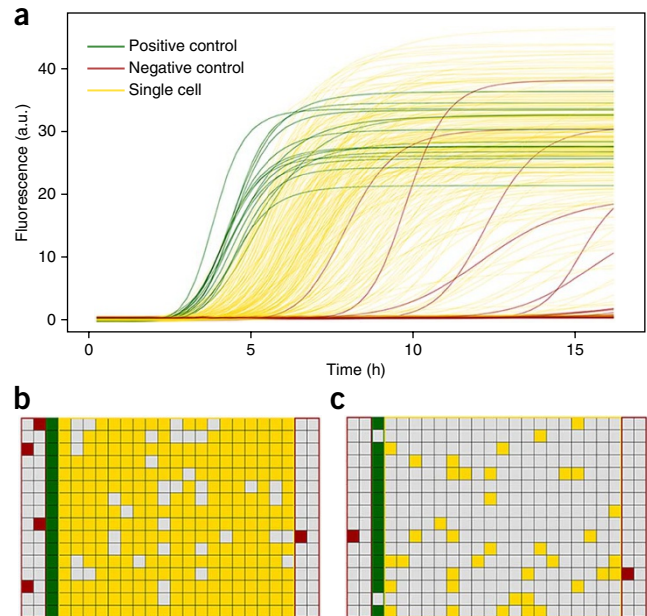 a
Positive control
Negative control
Single cell
Fluorescence (a.u.)
40
30
20
10
0
0 5 10 15
Time (h)
b c